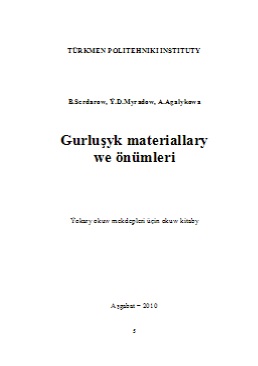 TÜRKMEN POLITEHNIKI INSTITUTY
B.Serdarow, Ý.D.Myradow, A.Agalykowa
Gurluşyk materiallary
we önümleri
Ýokary okuw mekdepleri üçin okuw kitaby
Aşgabat – 2010
5